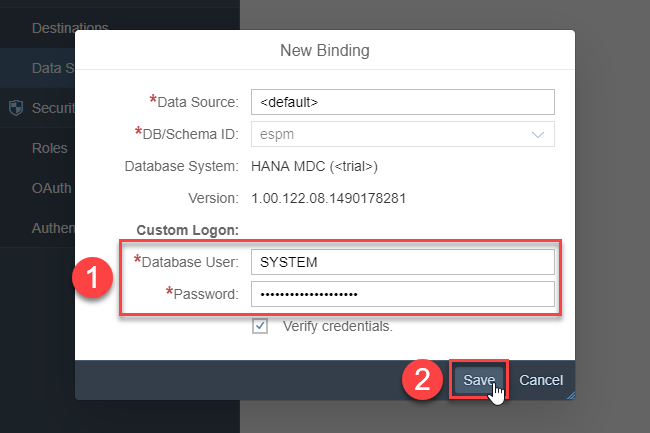 Destinations
New Binding
Data S
*Data Source: <default>
Securit
*DB/Schema ID: espm
Roles
Database System: HANA MDC (<trial>)
OAuth
Version: 1.00.122.08.1490178281
Authen
Custom Logon:
1
*Database User: SYSTEM
*Password: •••••••••••••••••••
Verify credentials.
2
Save
Cancel